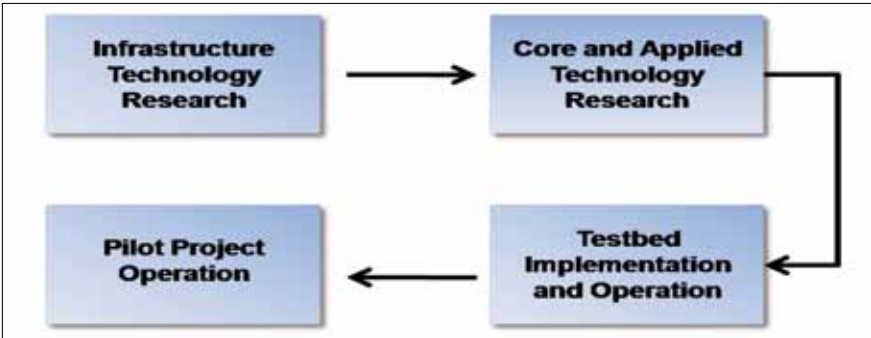 Infrastructure
Technology
Research
Core and Applied
Technology
Research
Testbed
Implementation
and Operation
Pilot Project
Operation